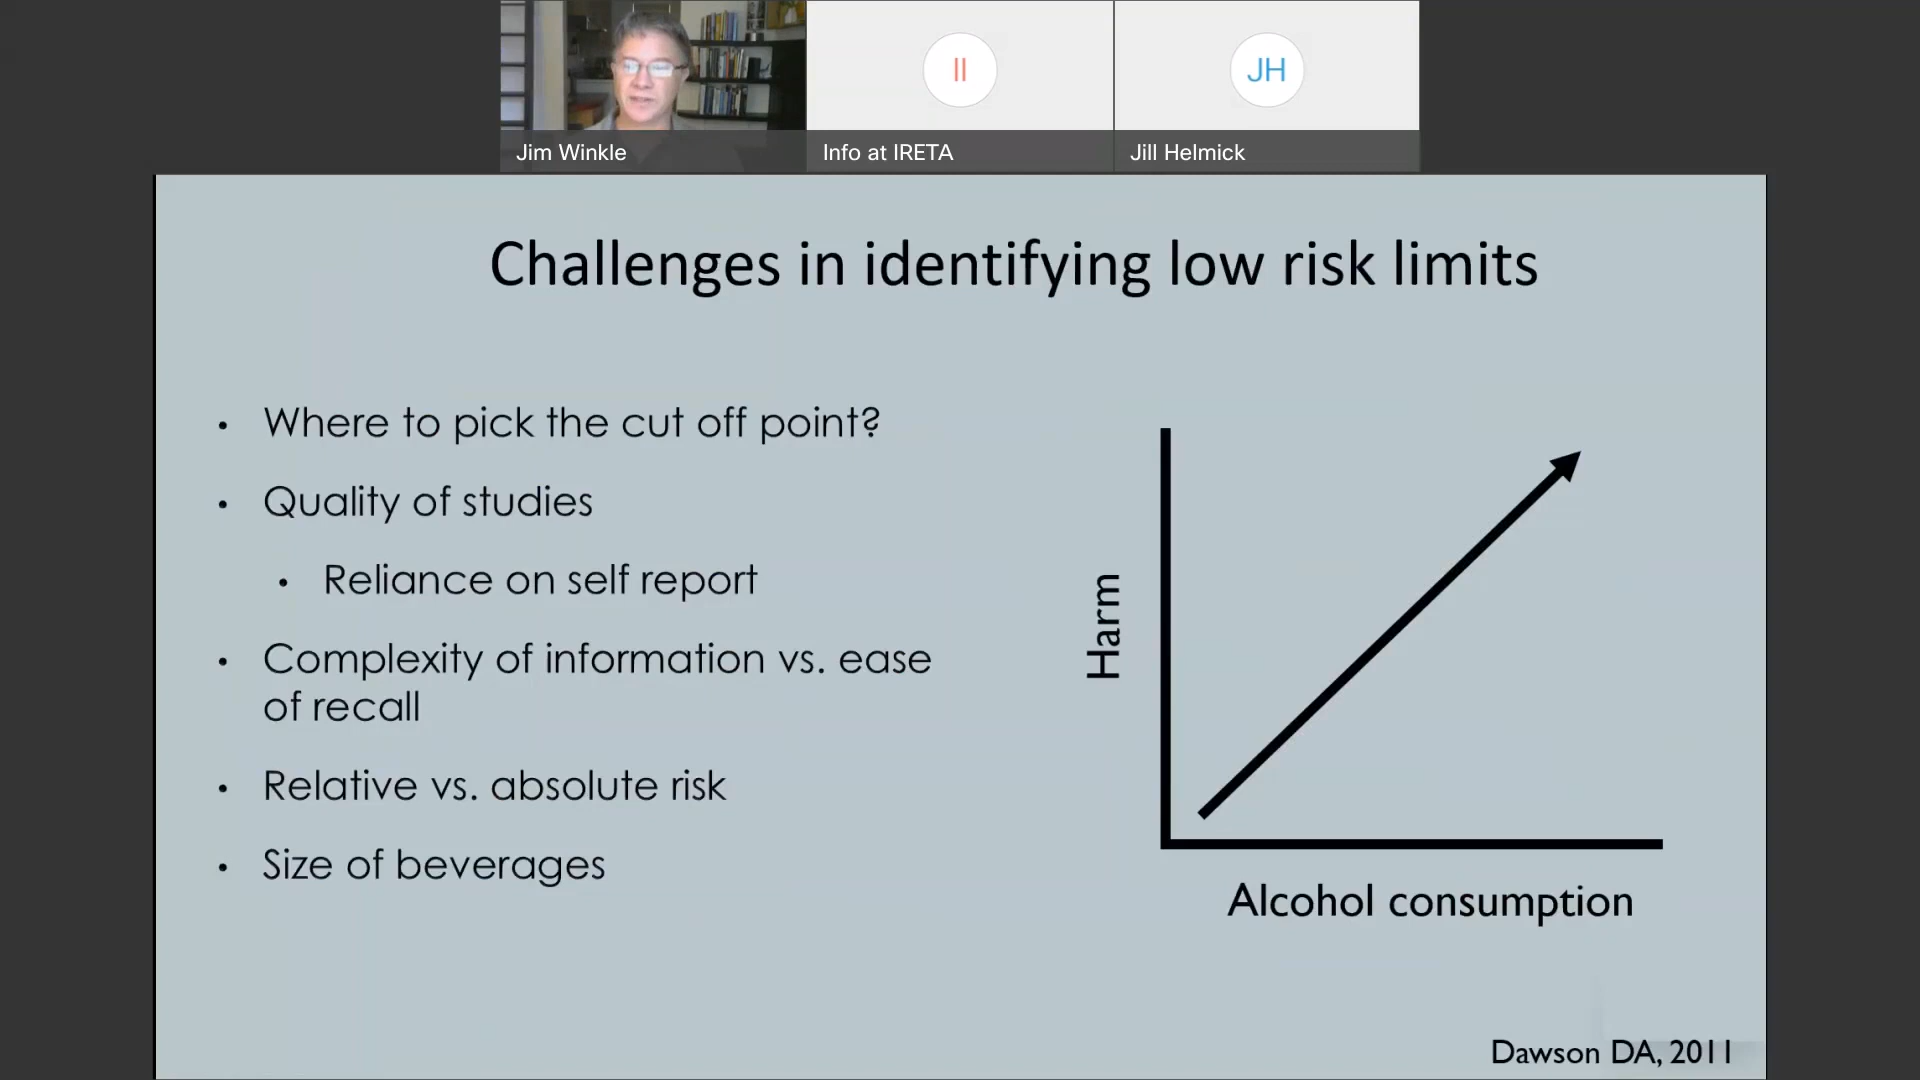 II
JH
Jim Winkle
Info at IRETA
Jill Helmick
Challenges in identifying low risk limits
• Where to pick the cut off point?
• Quality of studies
• Reliance on self report
• Complexity of information vs. ease
of recall
• Relative vs. absolute risk
• Size of beverages
Harm
Alcohol consumption
Dawson DA, 2011